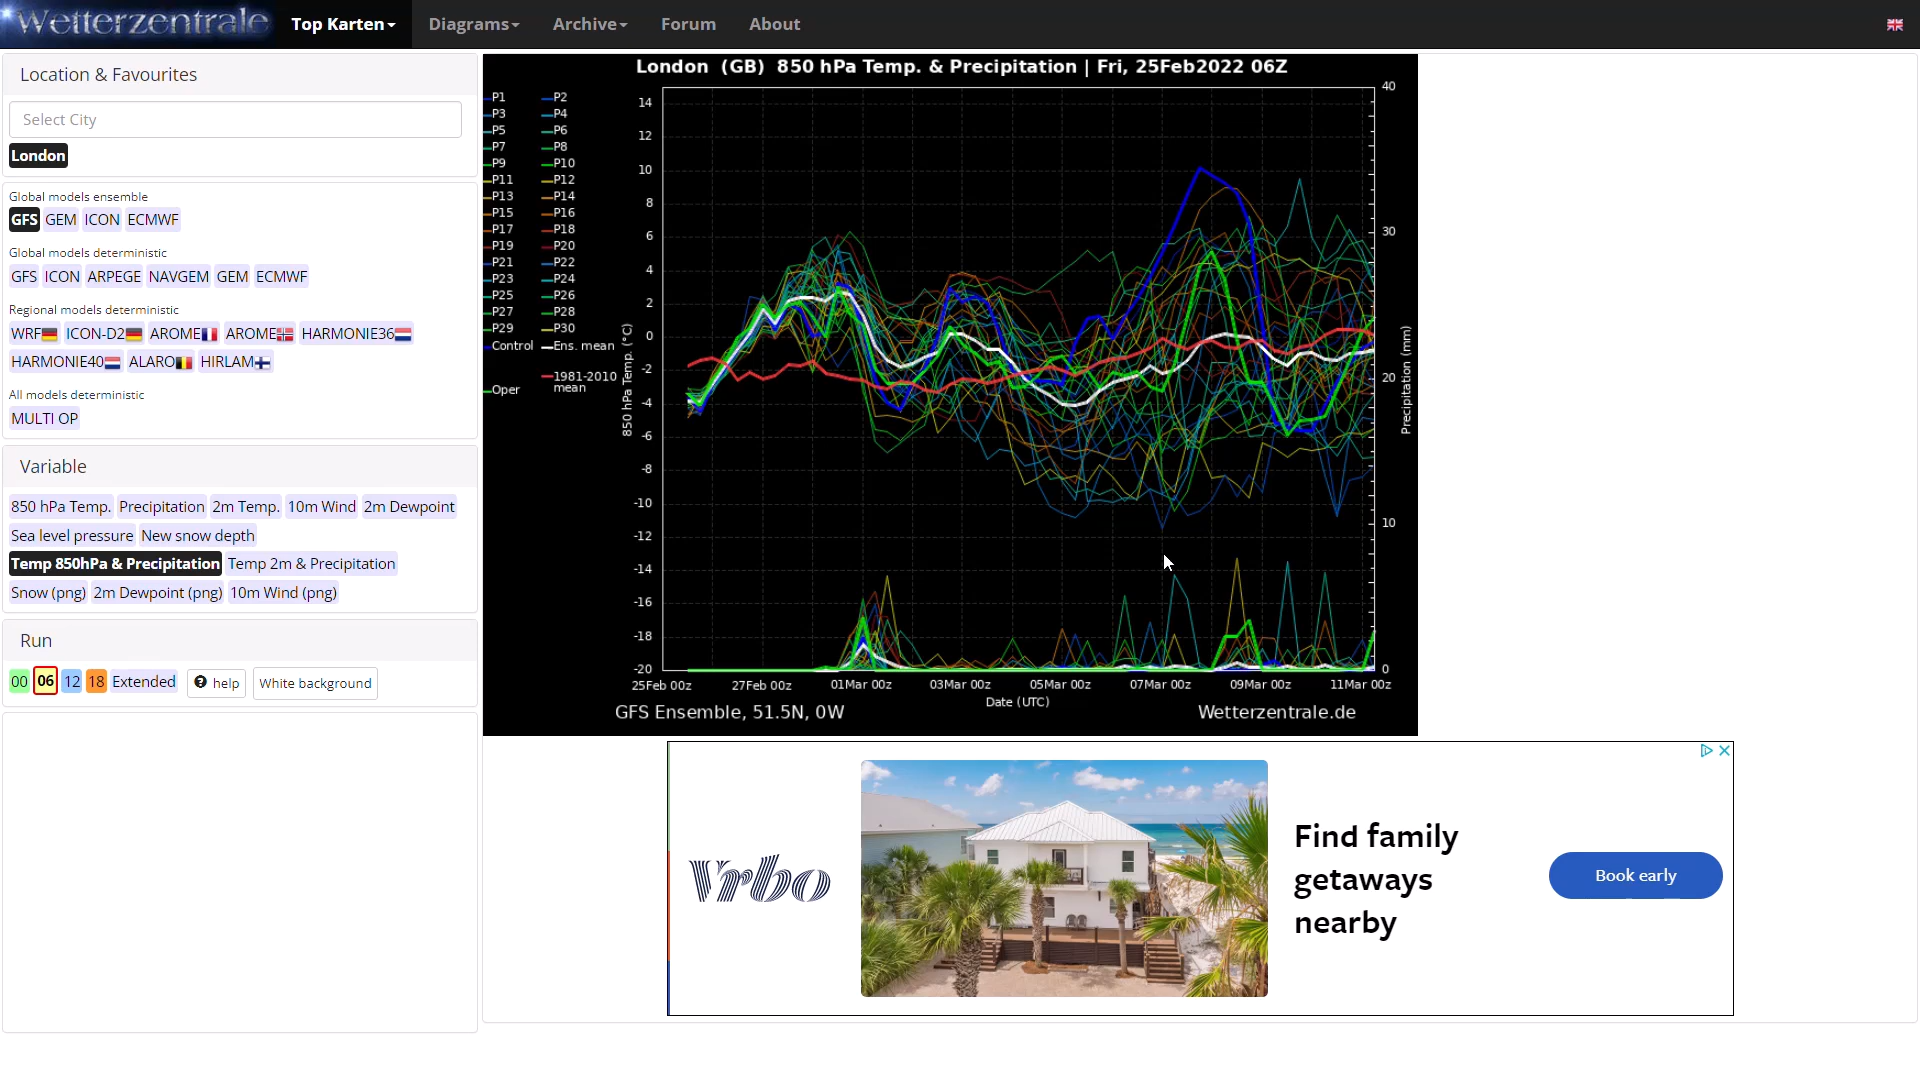 Wetterzentrale Top Karten Diagrams Archive Forum About
Location & Favourites
Select City
London
Global models ensemble
GFS GEM ICON ECMWF
Global models deterministic
GFS ICON ARPEGE NAVGEM GEM ECMWF
Regional models deterministic
WRF ICON-D2 AROME AROME HARMONIE36
HARMONIE40 ALARO HIRLAM
All models deterministic
MULTI OP
Variable
850 hPa Temp. Precipitation 2m Temp. 10m Wind 2m Dewpoint
Sea level pressure New snow depth
Temp 850hPa & Precipitation Temp 2m & Precipitation
Snow (png) 2m Dewpoint (png) 10m Wind (png)
Run
00 06 12 18 Extended ? help White background
London (GB) 850 hPa Temp. & Precipitation | Fri, 25Feb2022 06Z
P1 P2
P3 P4
P5 P6
P7 P8
P9 P10
P11 P12
P13 P14
P15 P16
P17 P18
P19 P20
P21 P22
P23 P24
P25 P26
P27 P28
P29 P30
Control Ens. mean
Oper 1981-2010
mean
850 hPa Temp. (°C)
14
12
10
8
6
4
2
0
-2
-4
-6
-8
-10
-12
-14
-16
-18
-20
40
30
20
10
0
Precipitation (mm)
25Feb 00z 27Feb 00z 01Mar 00z 03Mar 00z 05Mar 00z 07Mar 00z 09Mar 00z 11Mar 00z
Date (UTC)
GFS Ensemble, 51.5N, 0W Wetterzentrale.de
Vrbo
Find family
getaways
nearby
Book early